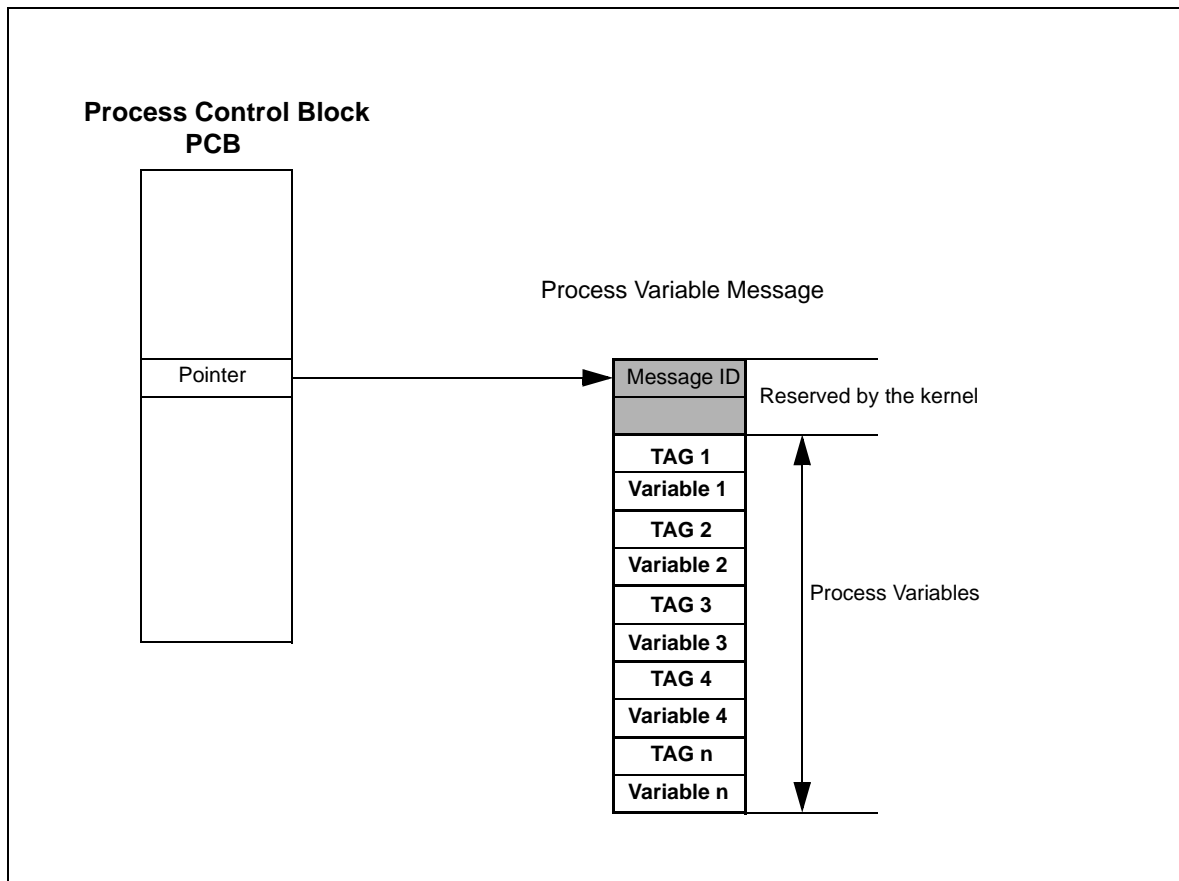 Process Control Block
PCB
Process Variable Message
Pointer
Message ID
Reserved by the kernel
TAG 1
Variable 1
TAG 2
Variable 2
TAG 3
Variable 3
TAG 4
Variable 4
TAG n
Variable n
Process Variables